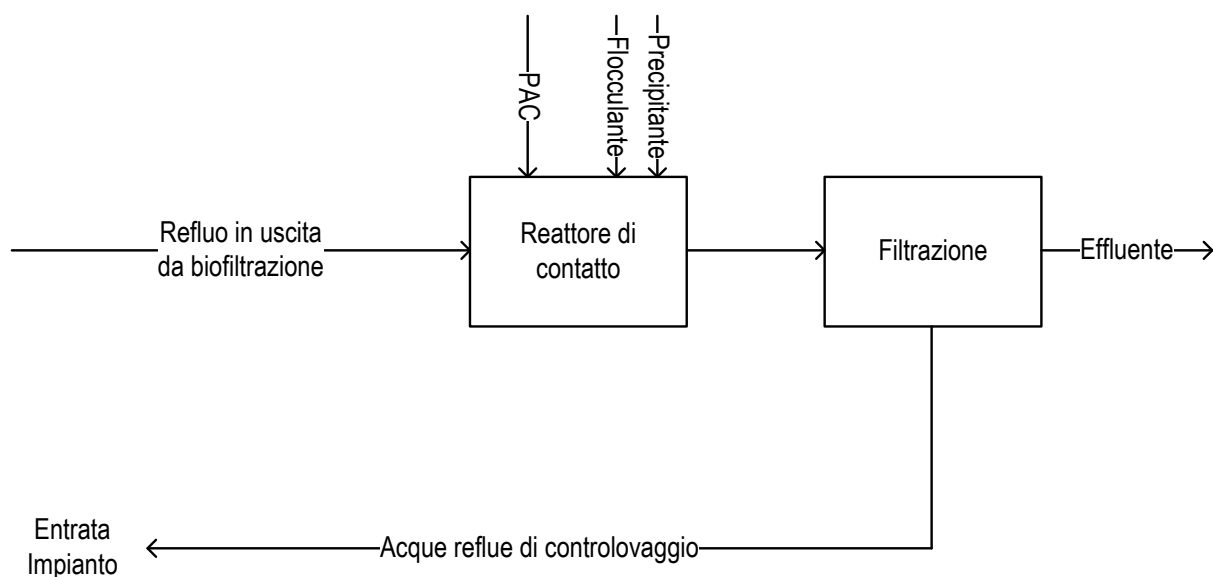 PAC
Flocculante
Precipitante
Refluo in uscita
da biofiltrazione
Reattore di
contatto
Filtrazione
Effluente
Entrata
Impianto
Acque reflue di controlovaggio